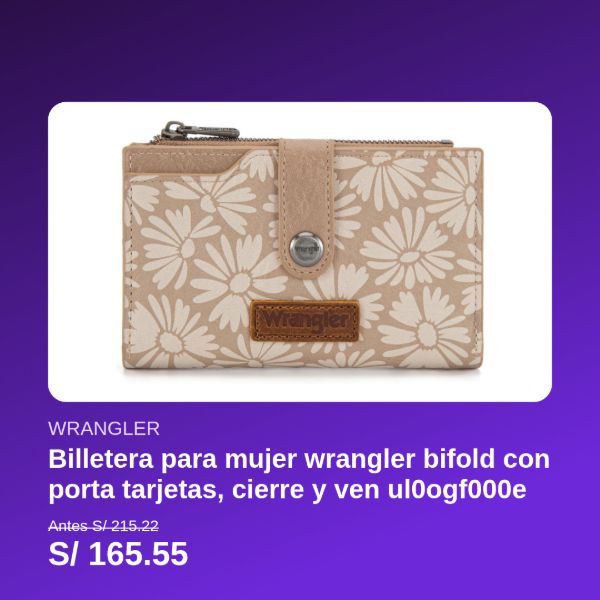 Wrangler
WRANGLER
Billetera para mujer wrangler bifold con
porta tarjetas, cierre y ven ul0ogf000e
Antes S/ 215.22
S/ 165.55